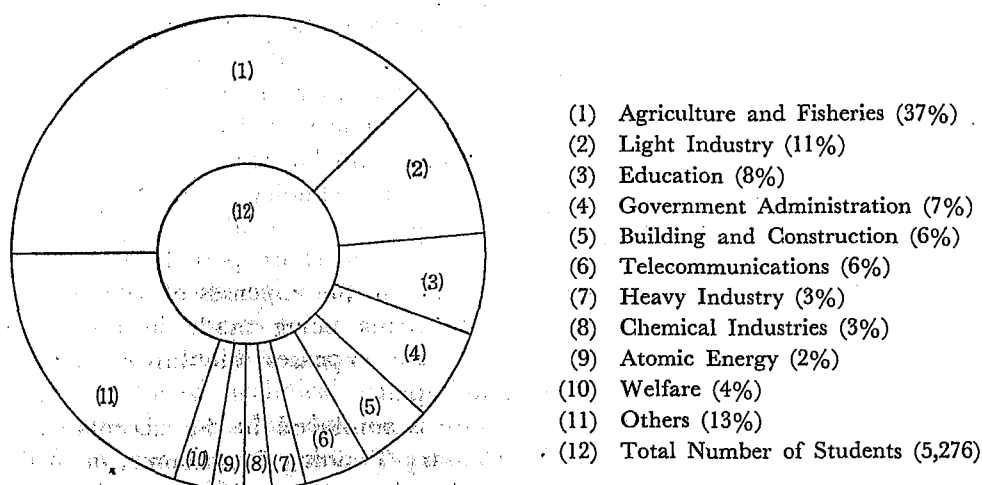 (1)
(2)
(12)
(3)
(4)
(11)
(5)
(6)
(10) (9) (8) (7)
(1) Agriculture and Fisheries (37%)
(2) Light Industry (11%)
(3) Education (8%)
(4) Government Administration (7%)
(5) Building and Construction (6%)
(6) Telecommunications (6%)
(7) Heavy Industry (3%)
(8) Chemical Industries (3%)
(9) Atomic Energy (2%)
(10) Welfare (4%)
(11) Others (13%)
(12) Total Number of Students (5,276)